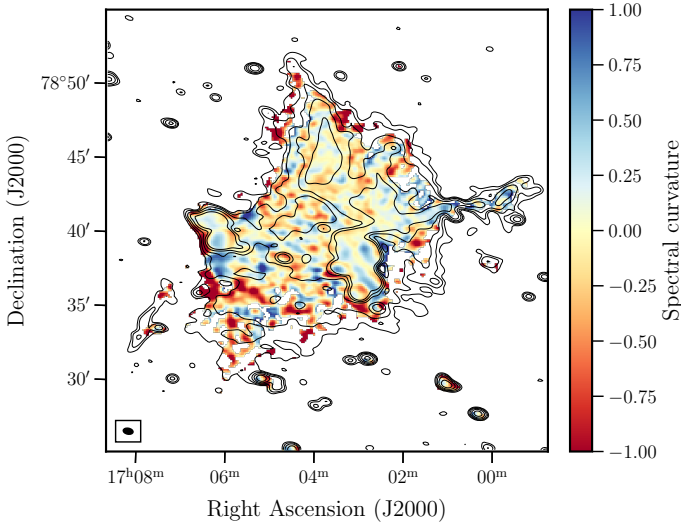 78°50′
45′
40′
35′
30′
Declination (J2000)
17ʰ08ᵐ
06ᵐ
04ᵐ
02ᵐ
00ᵐ
Right Ascension (J2000)
1.00
0.75
0.50
0.25
0.00
−0.25
−0.50
−0.75
−1.00
Spectral curvature